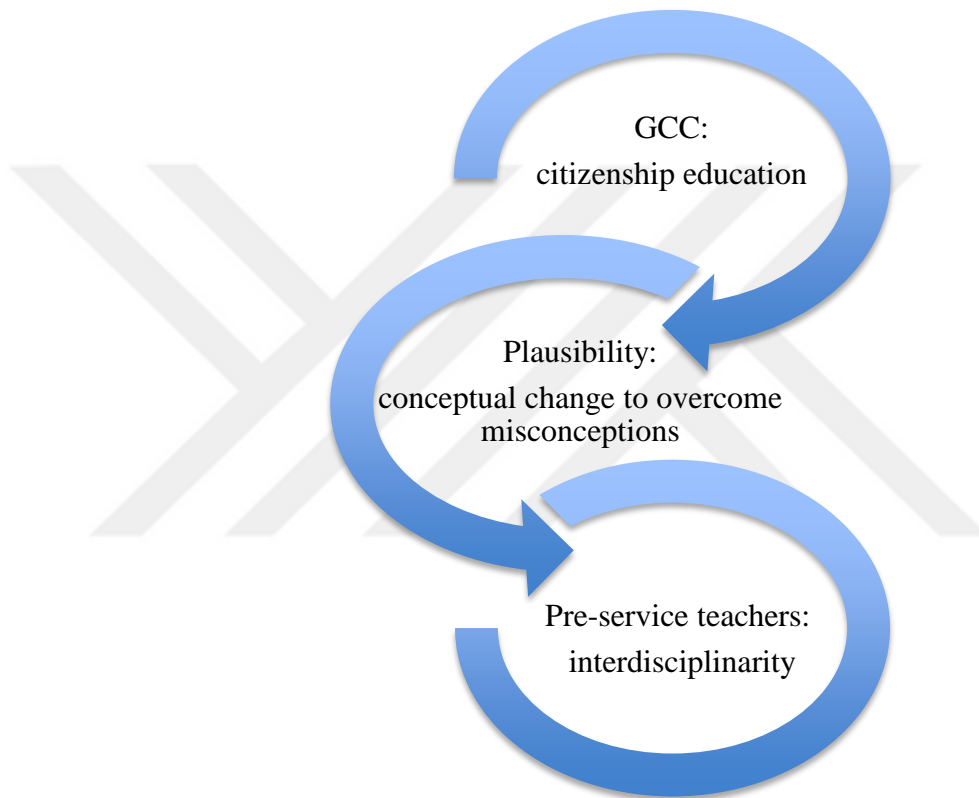 GCC:
citizenship education
Plausibility:
conceptual change to overcome
misconceptions
Pre-service teachers:
interdisciplinarity